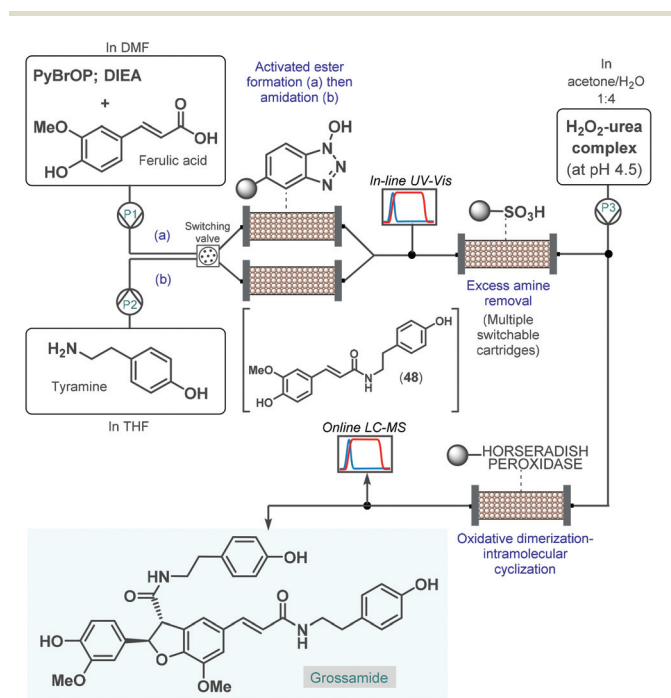 In DMF
PyBrOP; DIEA
+
MeO
HO
O
OH
Ferulic acid
P1
(a)
(b)
P2
Switching
valve
H2N
OH
Tyramine
In THF
Activated ester
formation (a) then
amidation (b)
OH
N
N
N
In-line UV-Vis
SO3H
Excess amine
removal
(Multiple
switchable
cartridges)
In
acetone/H2O
1:4
H2O2-urea
complex
(at pH 4.5)
P3
OH
O
MeO
N
H
HO
(48)
Online LC-MS
HORSERADISH
PEROXIDASE
Oxidative dimerization-
intramolecular
cyclization
OH
HN
O
OH
O
N
H
HO
O
MeO
OMe
Grossamide